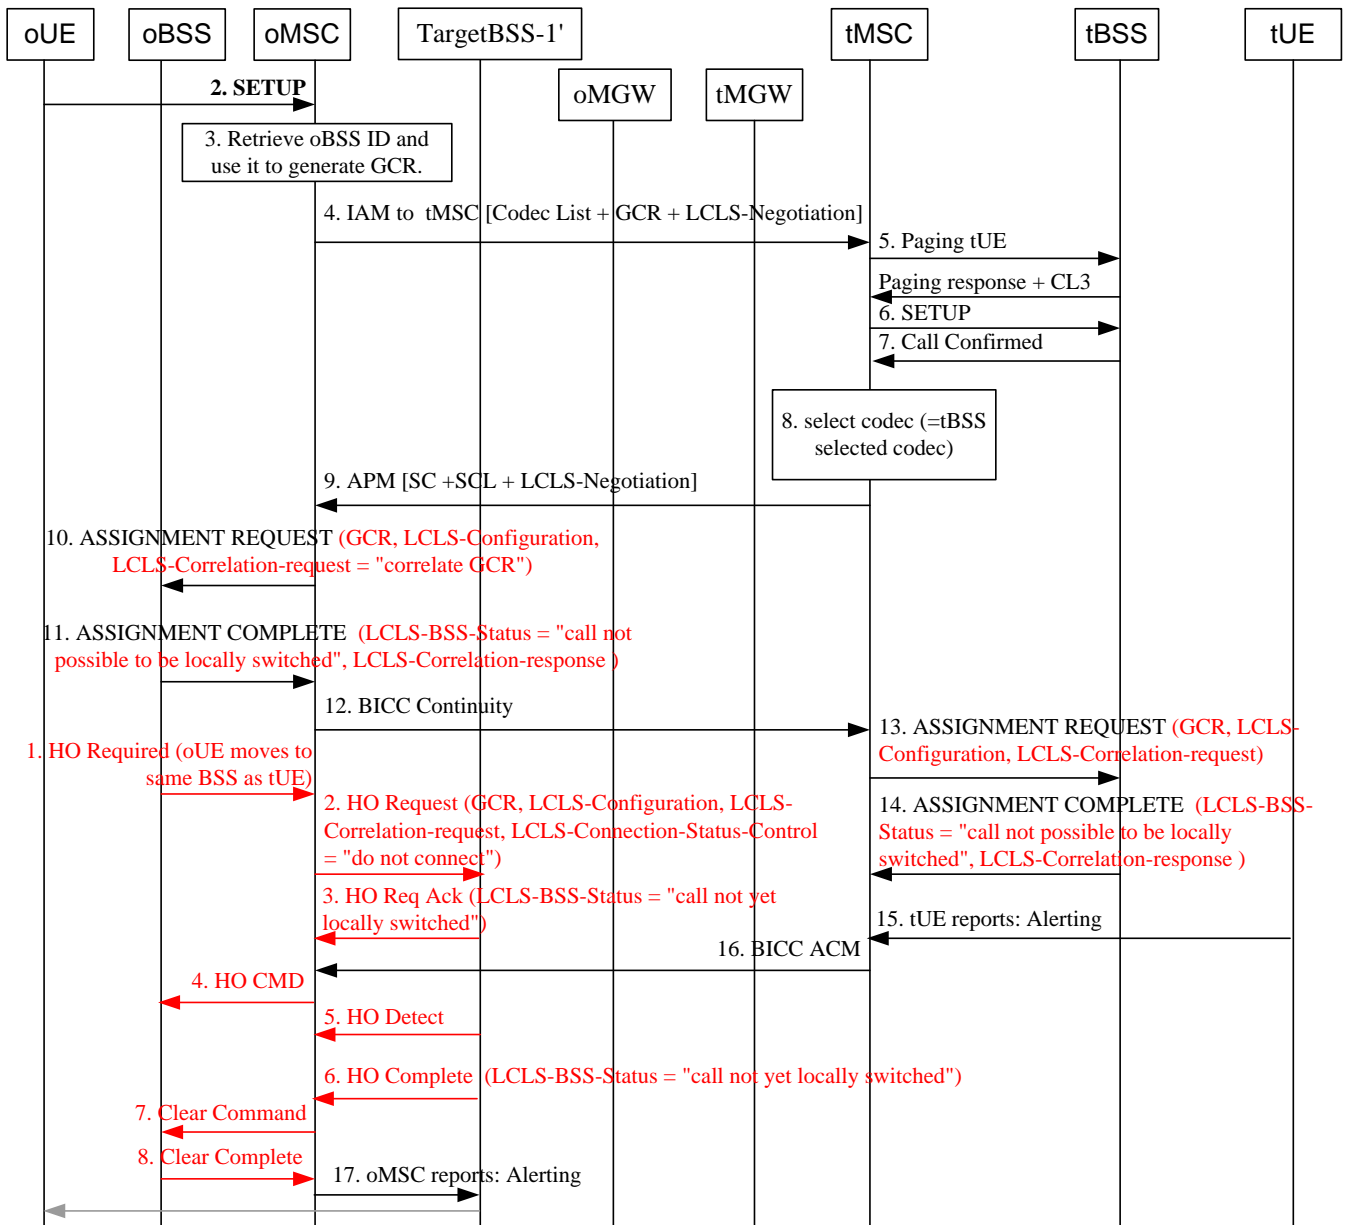 oUE
oBSS
oMSC
TargetBSS-1'
tMSC
tBSS
tUE
oMGW
tMGW
2. SETUP
3. Retrieve oBSS ID and
use it to generate GCR.
4. IAM to  tMSC [Codec List + GCR + LCLS-Negotiation]
5. Paging tUE
Paging response + CL3
6. SETUP
7. Call Confirmed
8. select codec (=tBSS
selected codec)
9. APM [SC +SCL + LCLS-Negotiation]
10. ASSIGNMENT REQUEST (GCR, LCLS-Configuration,
LCLS-Correlation-request = "correlate GCR")
11. ASSIGNMENT COMPLETE  (LCLS-BSS-Status = "call not
possible to be locally switched", LCLS-Correlation-response )
12. BICC Continuity
13. ASSIGNMENT REQUEST (GCR, LCLS-
Configuration, LCLS-Correlation-request)
1. HO Required (oUE moves to
same BSS as tUE)
2. HO Request (GCR, LCLS-Configuration, LCLS-
Correlation-request, LCLS-Connection-Status-Control
= "do not connect")
14. ASSIGNMENT COMPLETE  (LCLS-BSS-
Status = "call not possible to be locally
switched", LCLS-Correlation-response )
3. HO Req Ack (LCLS-BSS-Status = "call not yet
locally switched")
15. tUE reports: Alerting
16. BICC ACM
4. HO CMD
5. HO Detect
6. HO Complete  (LCLS-BSS-Status = "call not yet locally switched")
7. Clear Command
8. Clear Complete
17. oMSC reports: Alerting